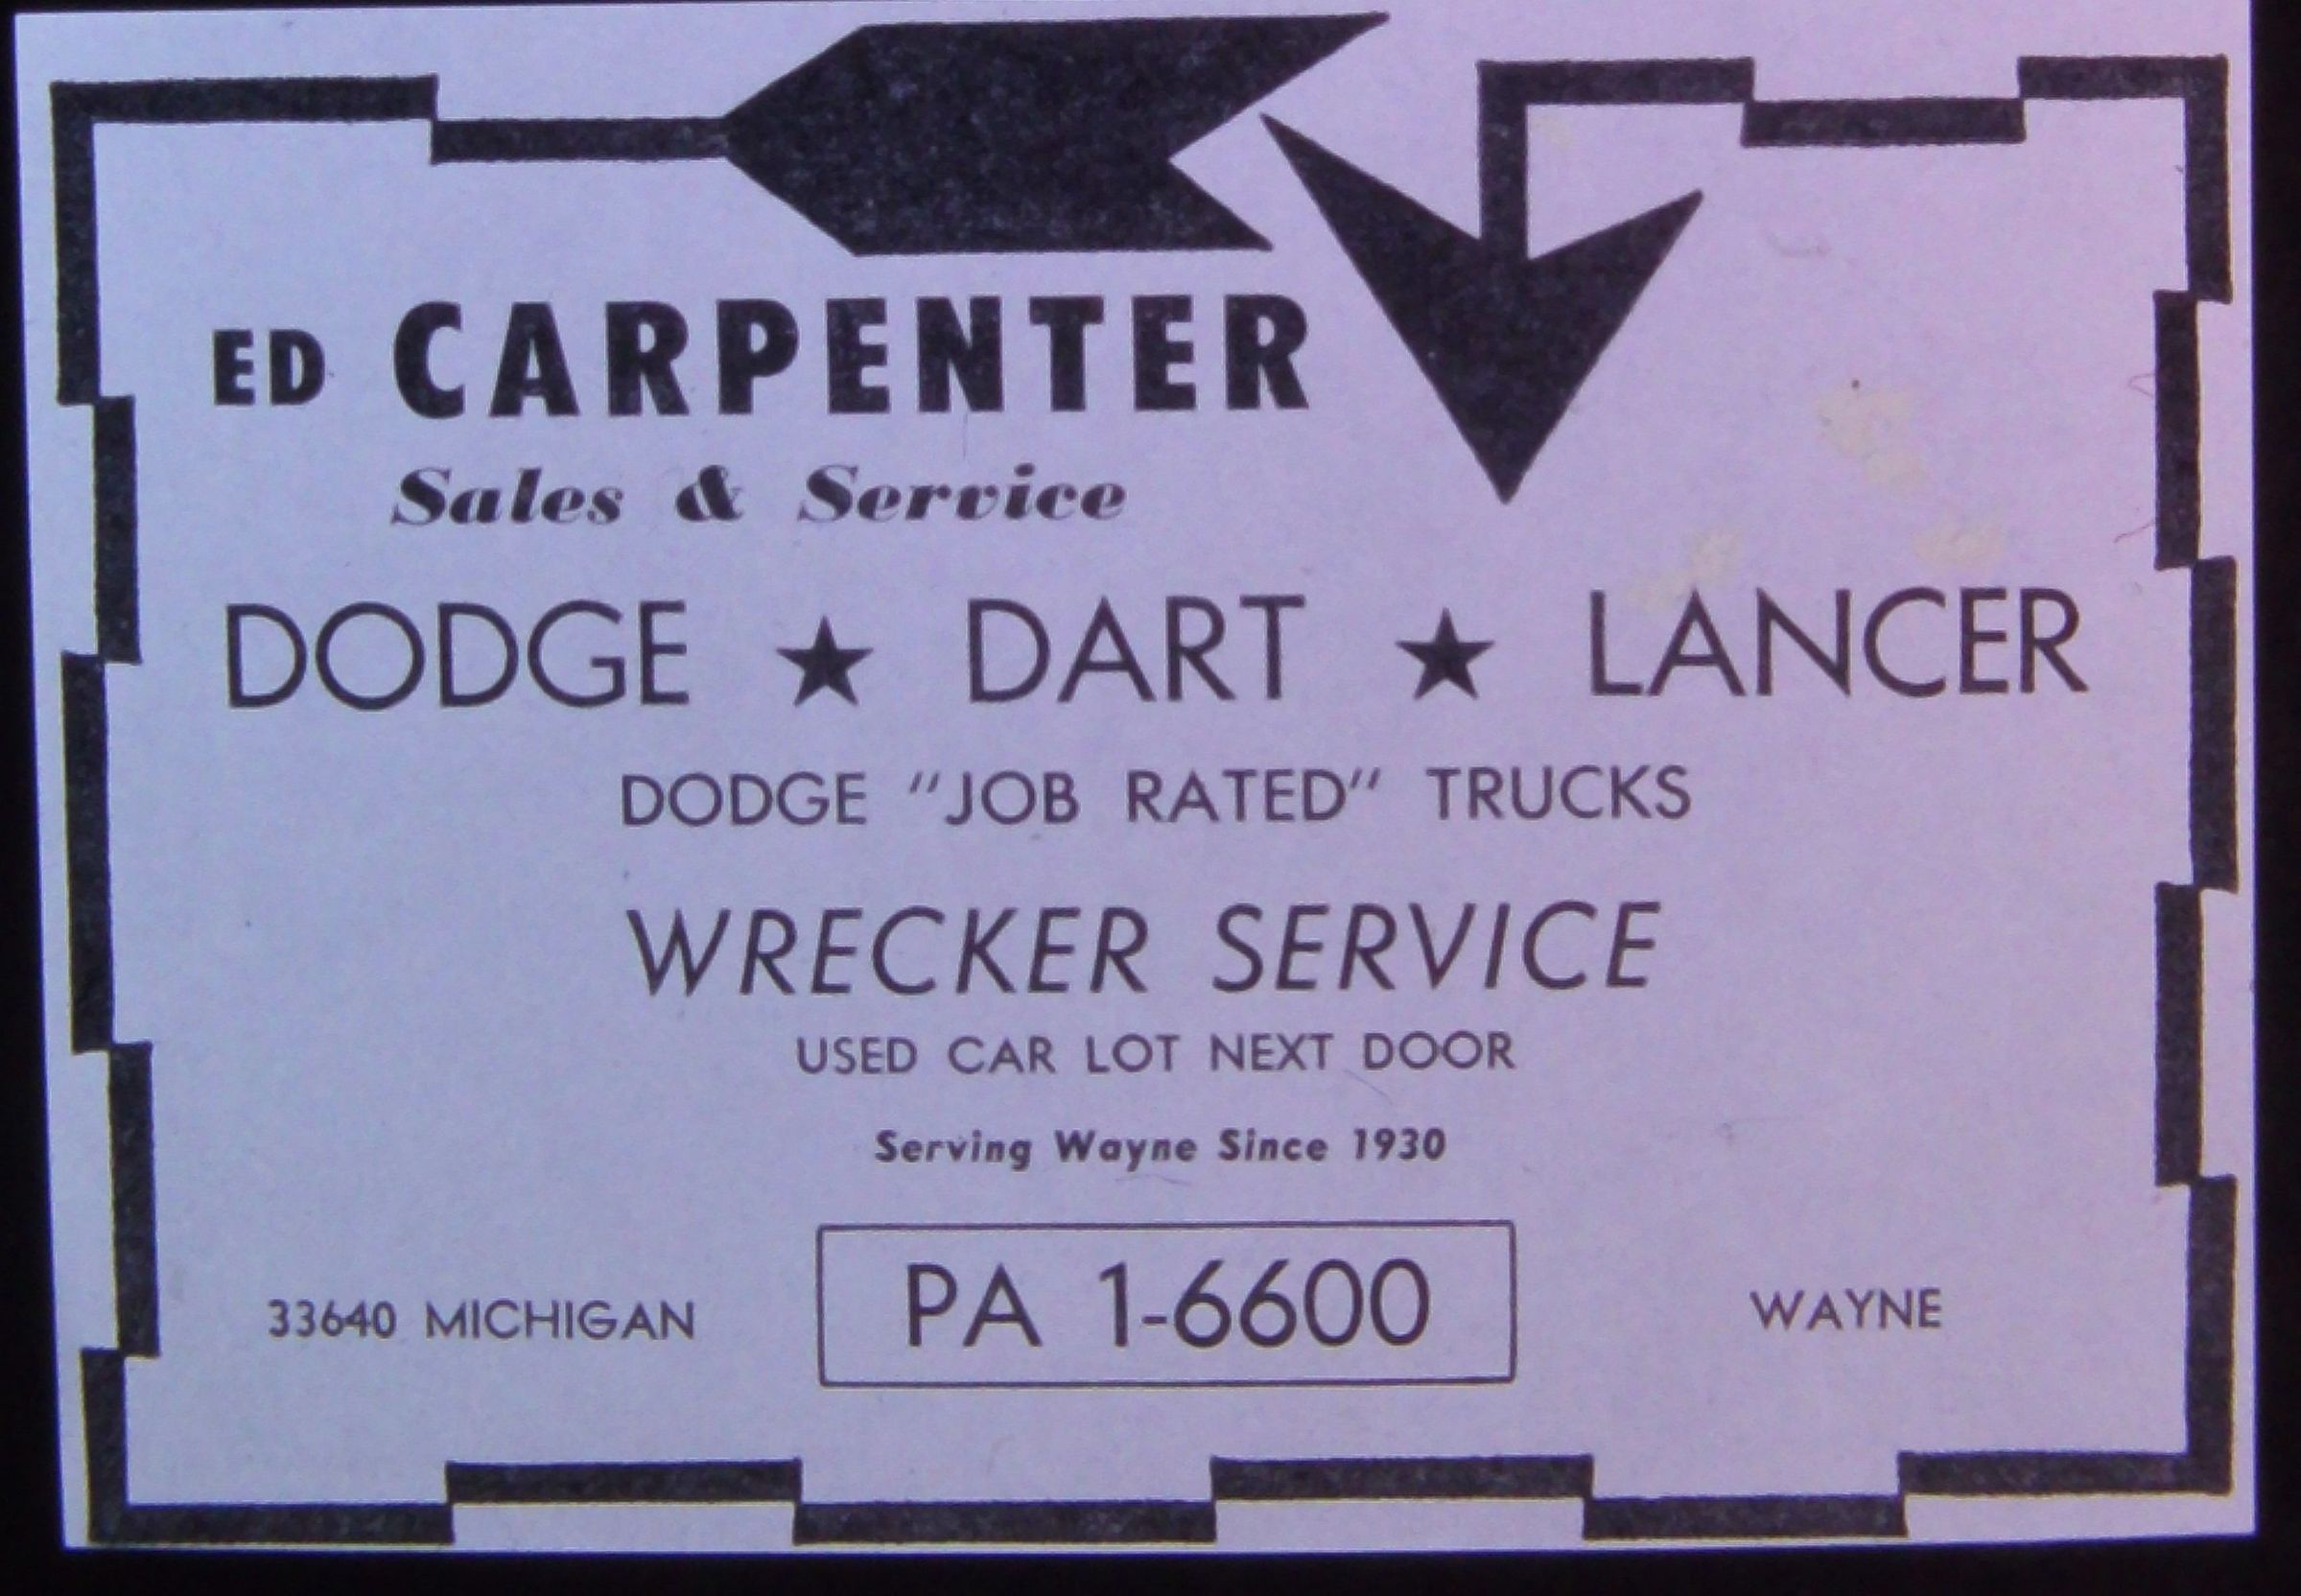 ED CARPENTER
Sales & Service
DODGE ★ DART ★ LANCER
DODGE "JOB RATED" TRUCKS
WRECKER SERVICE
USED CAR LOT NEXT DOOR
Serving Wayne Since 1930
33640 MICHIGAN PA 1-6600 WAYNE